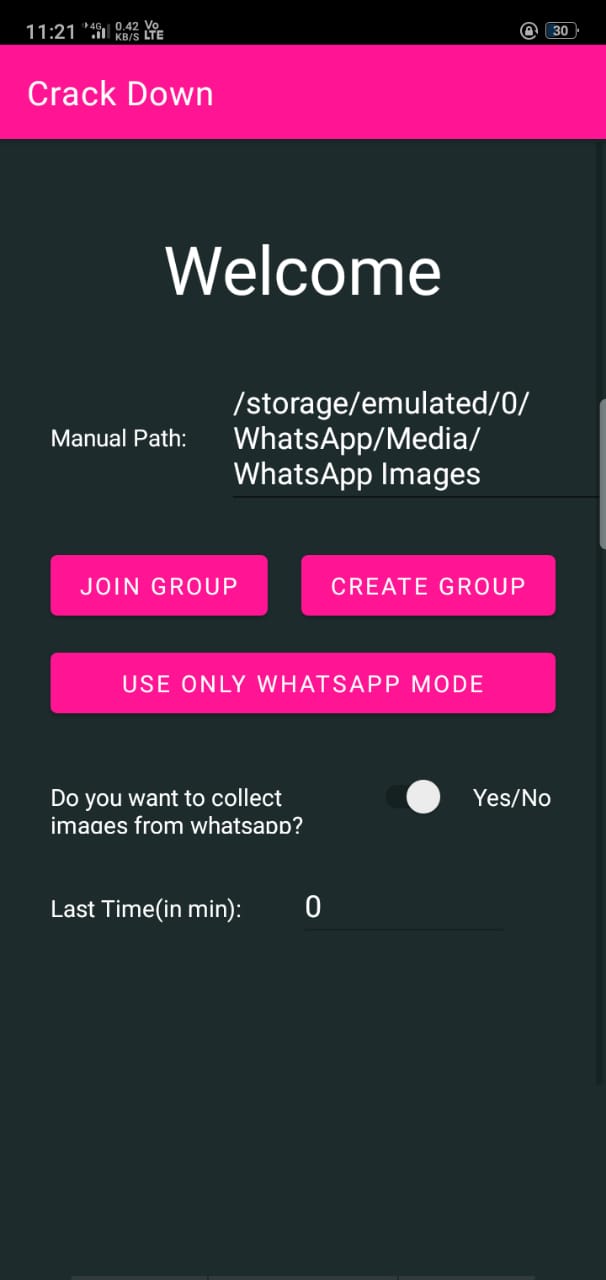 11:21 4G 0.42 KB/S Vo LTE 30
Crack Down
Welcome
/storage/emulated/0/
Manual Path: WhatsApp/Media/
WhatsApp Images
JOIN GROUP CREATE GROUP
USE ONLY WHATSAPP MODE
Do you want to collect Yes/No
images from whatsapp?
Last Time(in min): 0